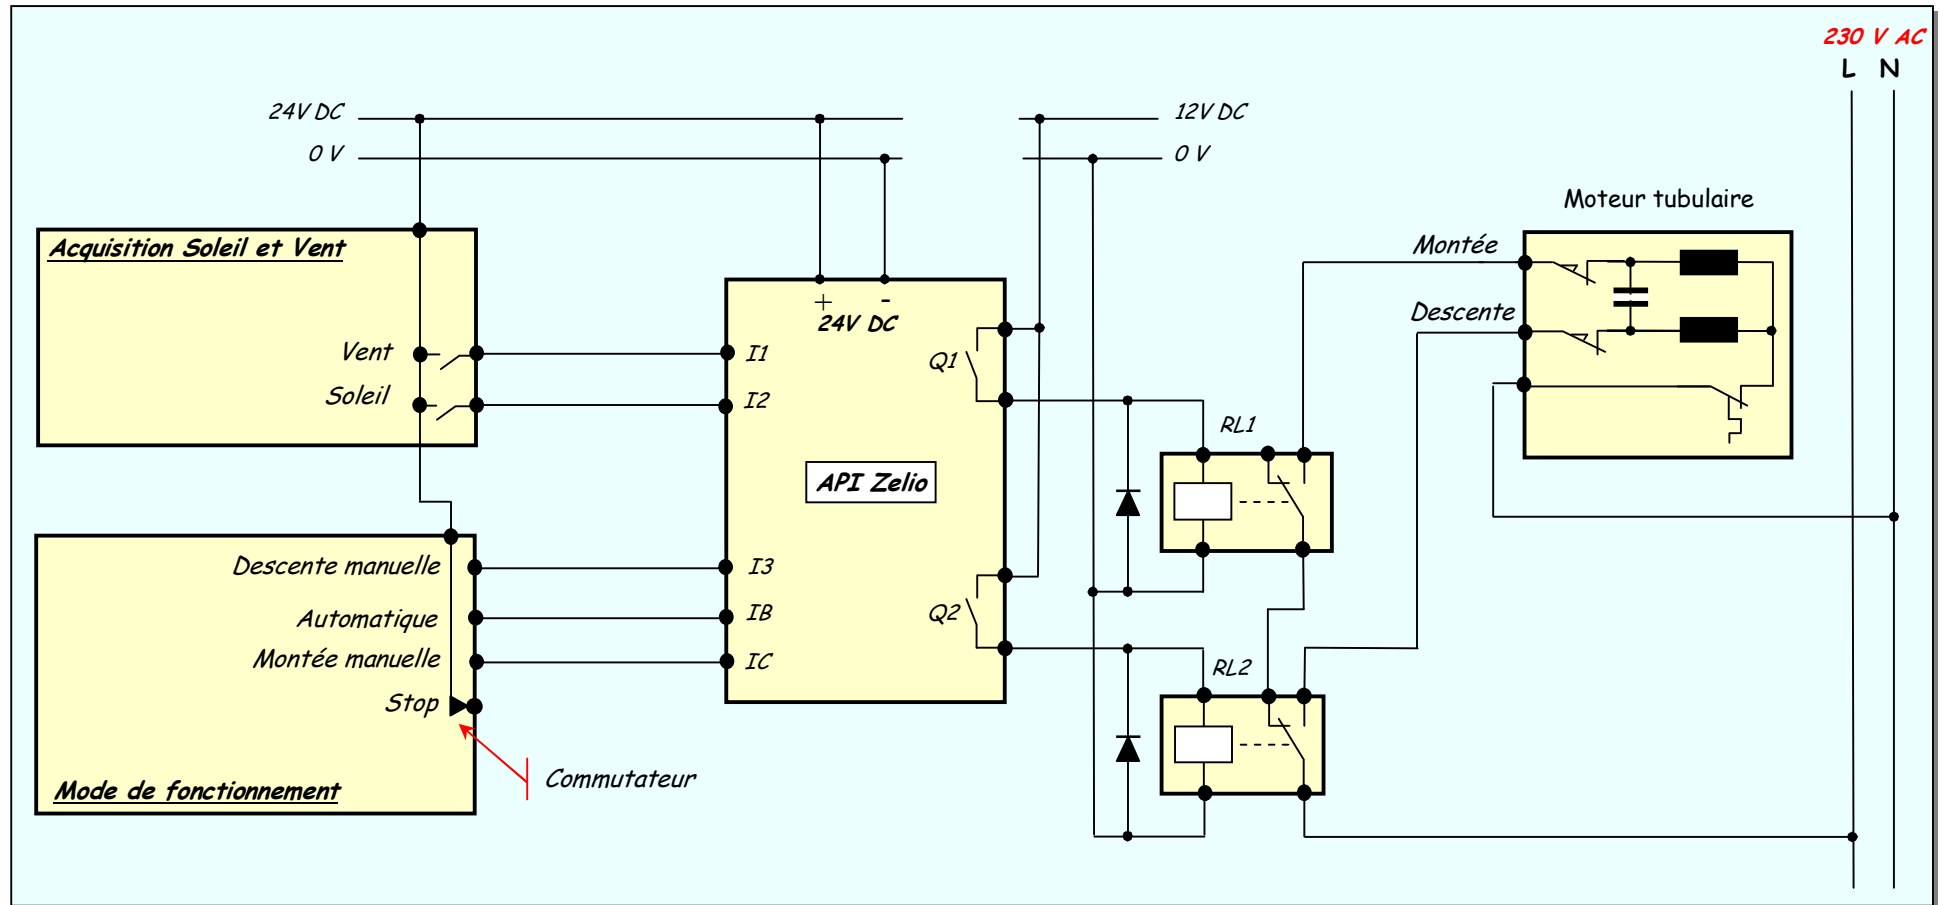 230 V AC
L N
24V DC
0 V
12V DC
0 V
Moteur tubulaire
Acquisition Soleil et Vent
Vent
Soleil
+ -
24V DC
I1
I2
Q1
API Zelio
I3
IB
IC
Q2
Montée
Descente
RL1
RL2
Descente manuelle
Automatique
Montée manuelle
Stop
Commutateur
Mode de fonctionnement